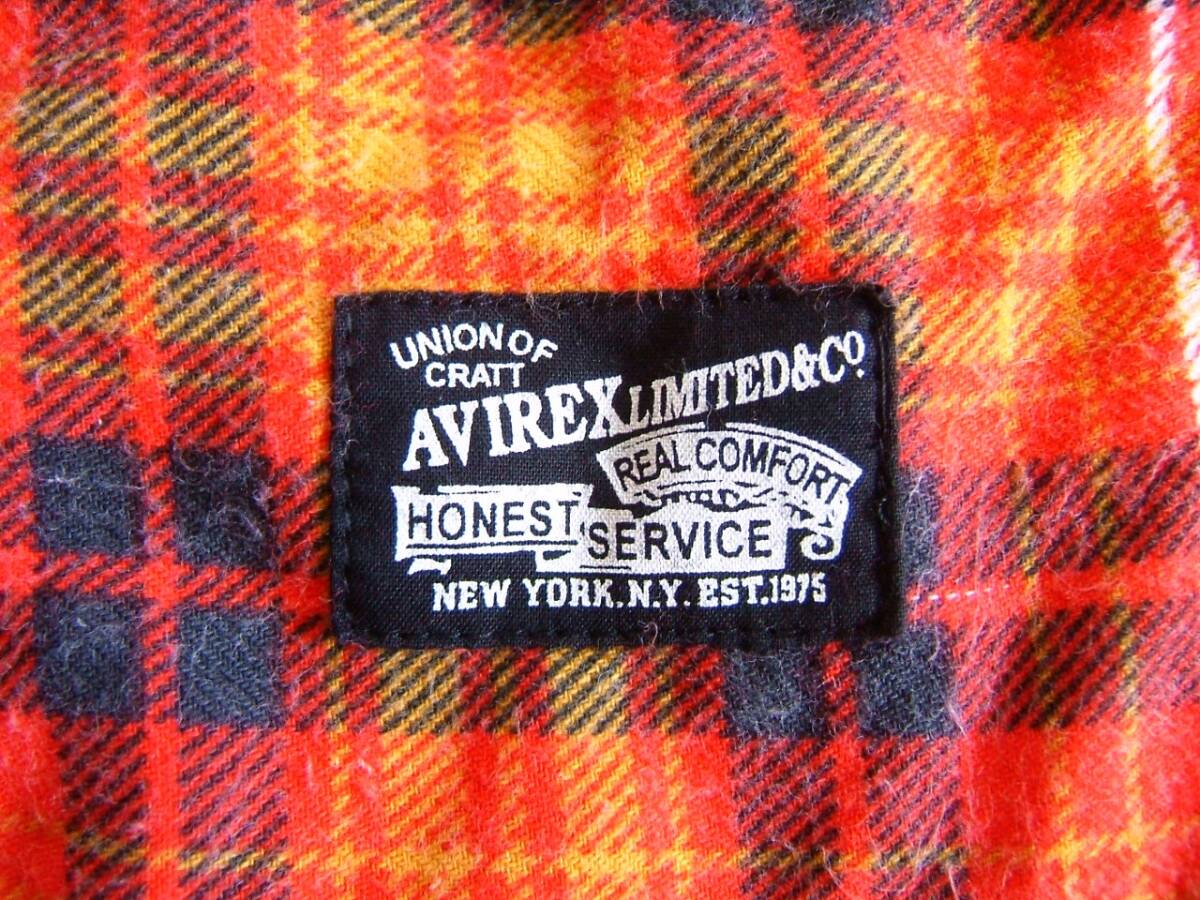 UNION OF
CRATT
AVIREX LIMITED & Co.
REAL COMFORT
HONEST SERVICE
NEW YORK. N.Y. EST. 1975